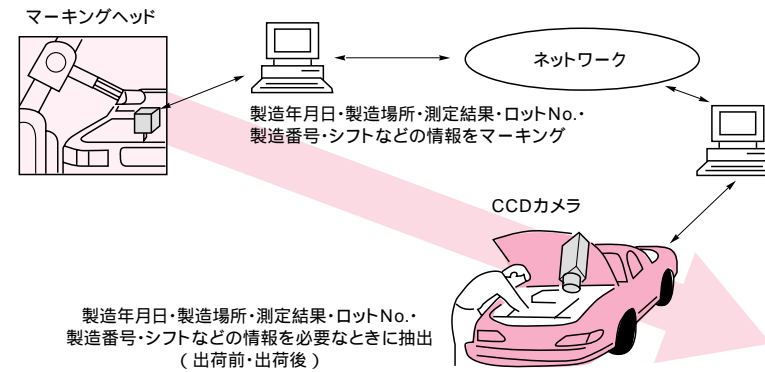 マーキングヘッド
ネットワーク
製造年月日・製造場所・測定結果・ロットNo.・
製造番号・シフトなどの情報をマーキング
CCDカメラ
製造年月日・製造場所・測定結果・ロットNo.・
製造番号・シフトなどの情報を必要なときに抽出
(出荷前・出荷後)